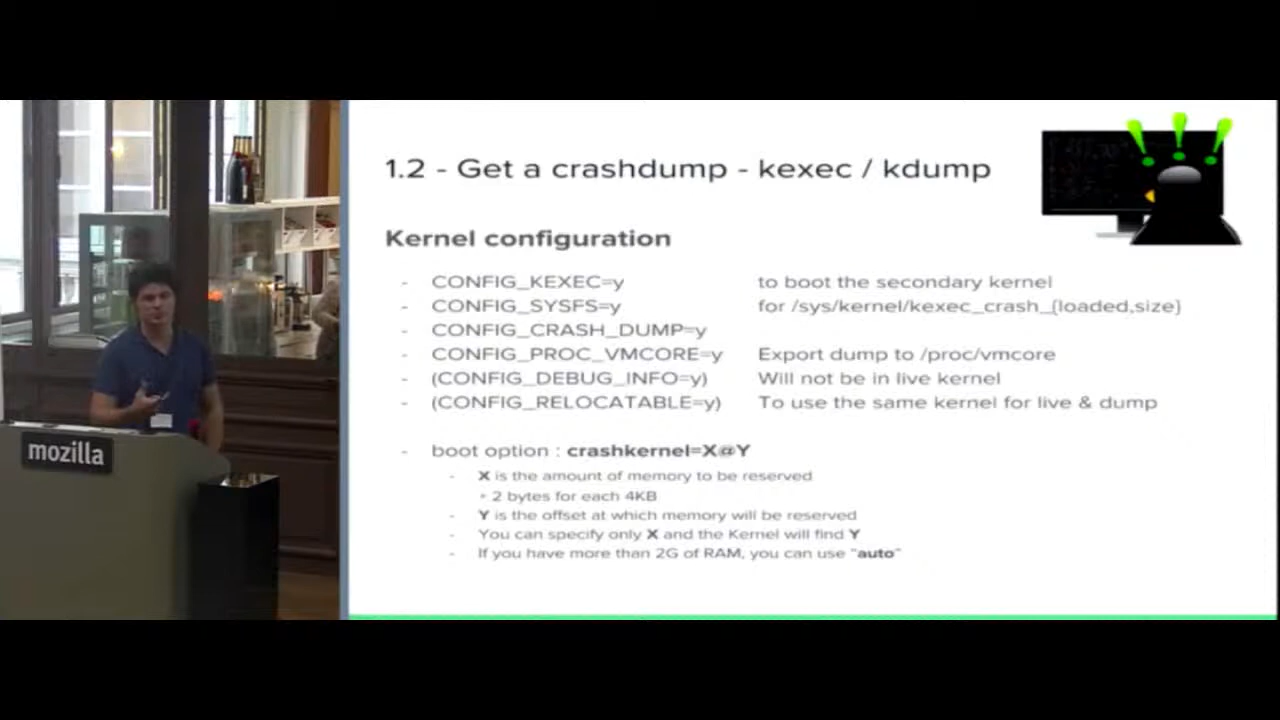 1.2 - Get a crashdump - kexec / kdump
Kernel configuration
- CONFIG_KEXEC=y to boot the secondary kernel
- CONFIG_SYSFS=y for /sys/kernel/kexec_crash_{loaded,size}
- CONFIG_CRASH_DUMP=y
- CONFIG_PROC_VMCORE=y Export dump to /proc/vmcore
- (CONFIG_DEBUG_INFO=y) Will not be in live kernel
- (CONFIG_RELOCATABLE=y) To use the same kernel for live & dump
- boot option : crashkernel=X@Y
- X is the amount of memory to be reserved
+ 2 bytes for each 4KB
- Y is the offset at which memory will be reserved
- You can specify only X and the Kernel will find Y
- If you have more than 2G of RAM, you can use "auto"
mozilla